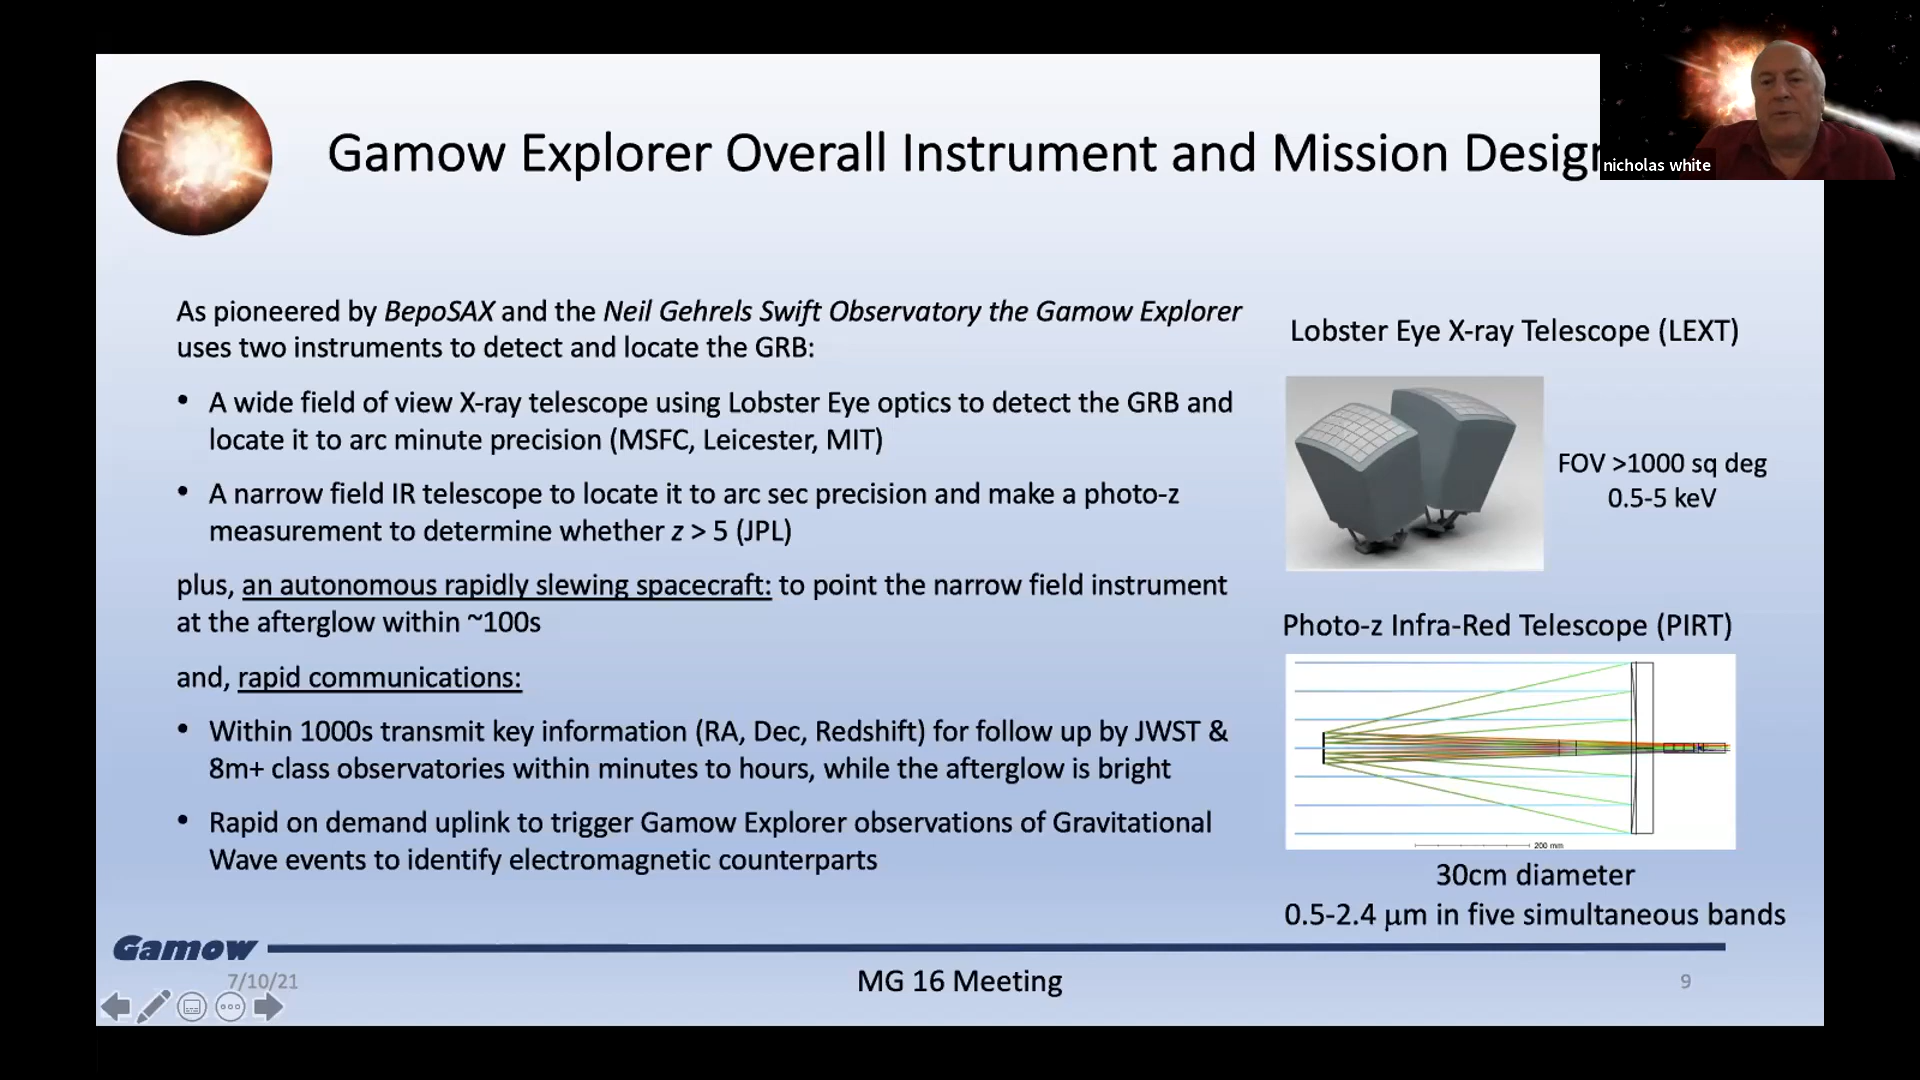 Gamow Explorer Overall Instrument and Mission Design
nicholas white
As pioneered by BepoSAX and the Neil Gehrels Swift Observatory the Gamow Explorer
uses two instruments to detect and locate the GRB:
• A wide field of view X-ray telescope using Lobster Eye optics to detect the GRB and
locate it to arc minute precision (MSFC, Leicester, MIT)
• A narrow field IR telescope to locate it to arc sec precision and make a photo-z
measurement to determine whether z > 5 (JPL)
plus, an autonomous rapidly slewing spacecraft: to point the narrow field instrument
at the afterglow within ~100s
and, rapid communications:
• Within 1000s transmit key information (RA, Dec, Redshift) for follow up by JWST &
8m+ class observatories within minutes to hours, while the afterglow is bright
• Rapid on demand uplink to trigger Gamow Explorer observations of Gravitational
Wave events to identify electromagnetic counterparts
Lobster Eye X-ray Telescope (LEXT)
FOV >1000 sq deg
0.5-5 keV
Photo-z Infra-Red Telescope (PIRT)
200 mm
30cm diameter
0.5-2.4 μm in five simultaneous bands
Gamow
7/10/21
MG 16 Meeting
9